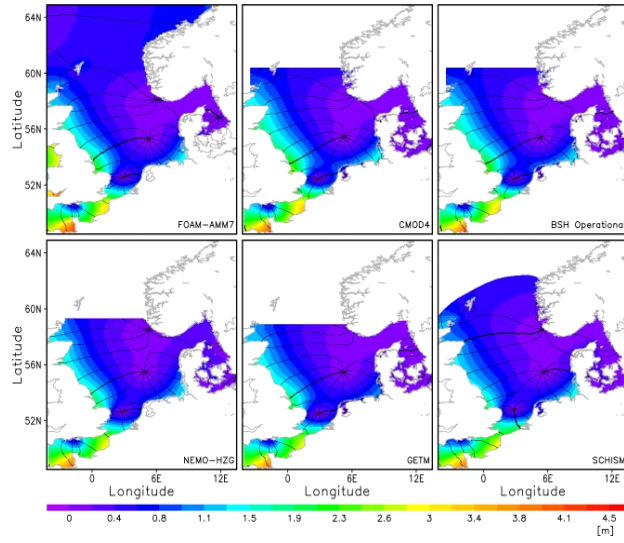 64N
60N
56N
52N
Latitude
FOAM-AMM7
CMOD4
BSH Operational
64N
60N
56N
52N
Latitude
NEMO-HZG
GETM
SCHISM
0 6E 12E 0 6E 12E 0 6E 12E
Longitude Longitude Longitude
0 0.4 0.8 1.1 1.5 1.9 2.3 2.6 3 3.4 3.8 4.1 4.5
[m]